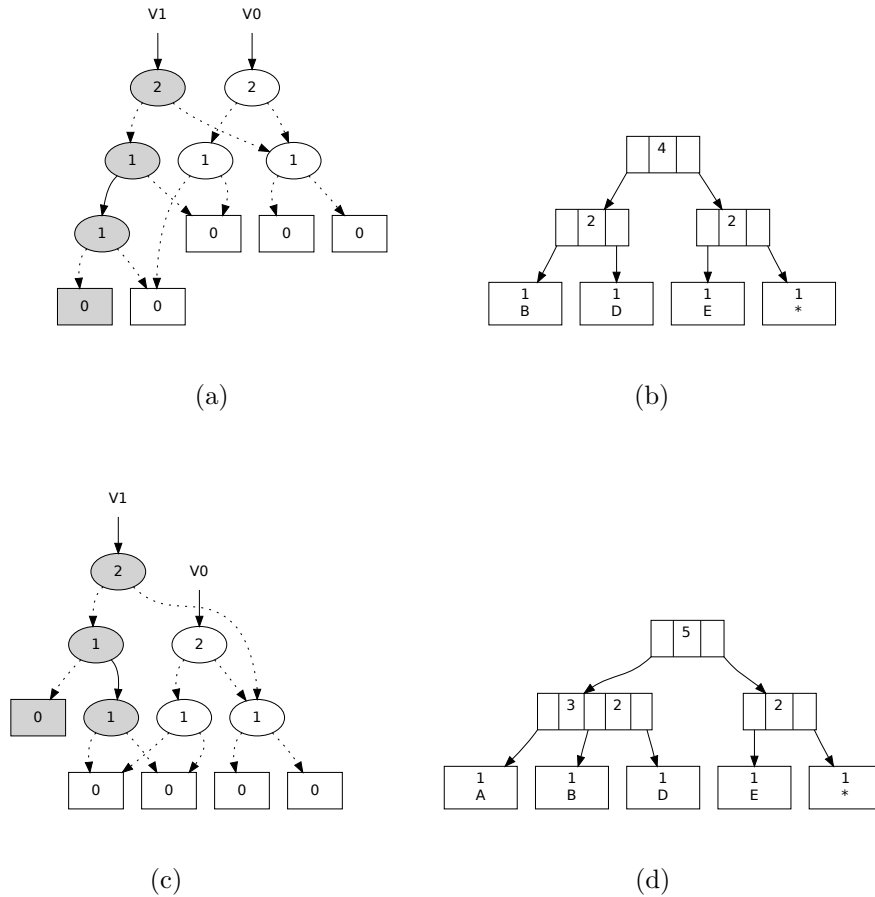 V1 V0
2 2
1 1 1
1 0 0 0
0 0
(a)
4
2 2
1 1 1 1
B D E *
(b)
V1
2 V0
1 2
0 1 1 1
0 0 0 0
(c)
5
3 2 2
1 1 1 1 1
A B D E *
(d)